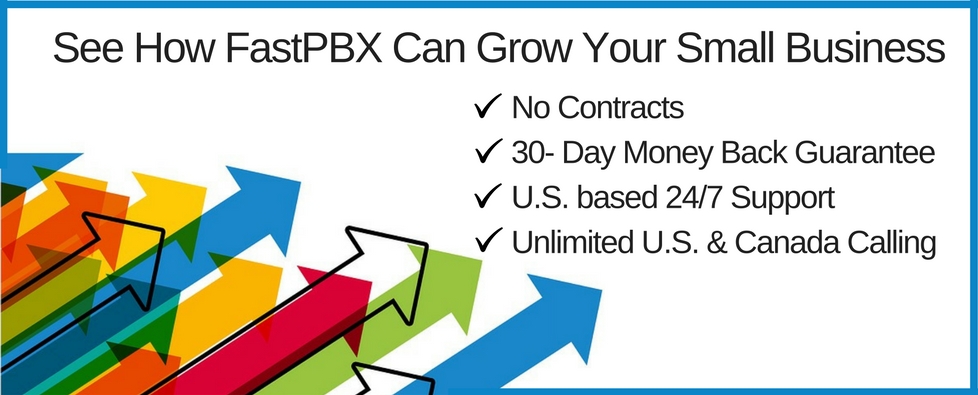 See How FastPBX Can Grow Your Small Business
✓ No Contracts
✓ 30- Day Money Back Guarantee
✓ U.S. based 24/7 Support
✓ Unlimited U.S. & Canada Calling